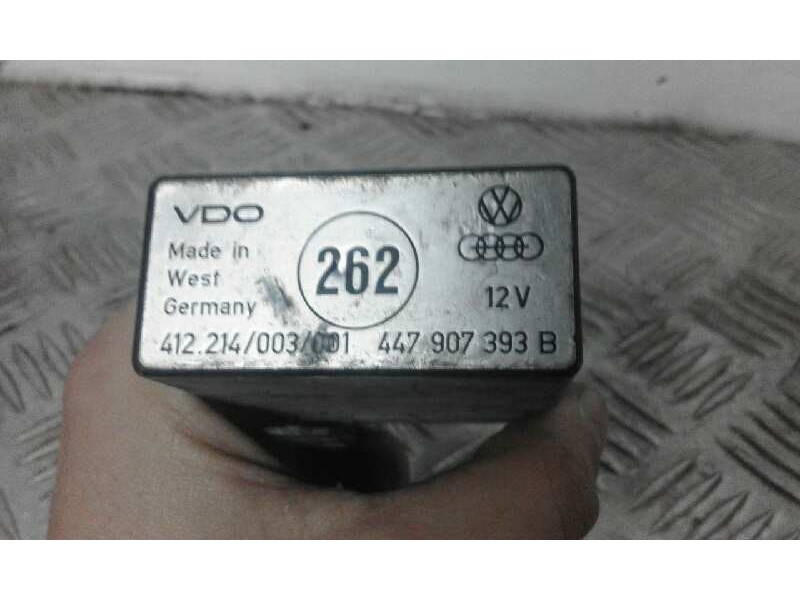 VDO
Made in
West
Germany
262
12 V
412.214/003/001 447 907 393 B